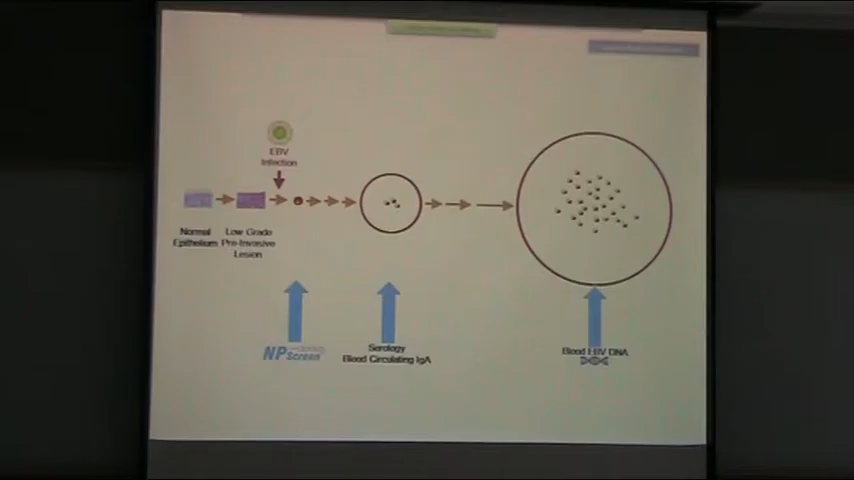 EBV
Infection
Normal
Epithelium
Low Grade
Pre-Invasive
Lesion
NP Screen
Serology
Blood Circulating IgA
Blood EBV DNA